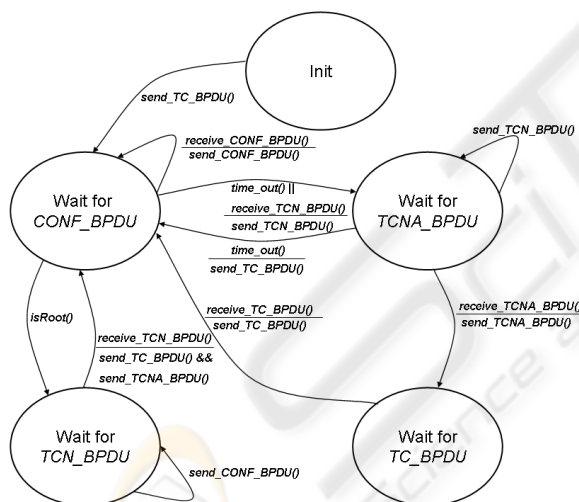 Init
send_TC_BPDU()
receive_CONF_BPDU()
send_CONF_BPDU()
send_TCN_BPDU()
Wait for
CONF_BPDU
time_out() ||
receive_TCN_BPDU()
send_TCN_BPDU()
Wait for
TCNA_BPDU
time_out()
send_TC_BPDU()
isRoot()
receive_TCN_BPDU()
send_TC_BPDU() &&
send_TCNA_BPDU()
receive_TC_BPDU()
send_TC_BPDU()
receive_TCNA_BPDU()
send_TCNA_BPDU()
Wait for
TCN_BPDU
send_CONF_BPDU()
Wait for
TC_BPDU